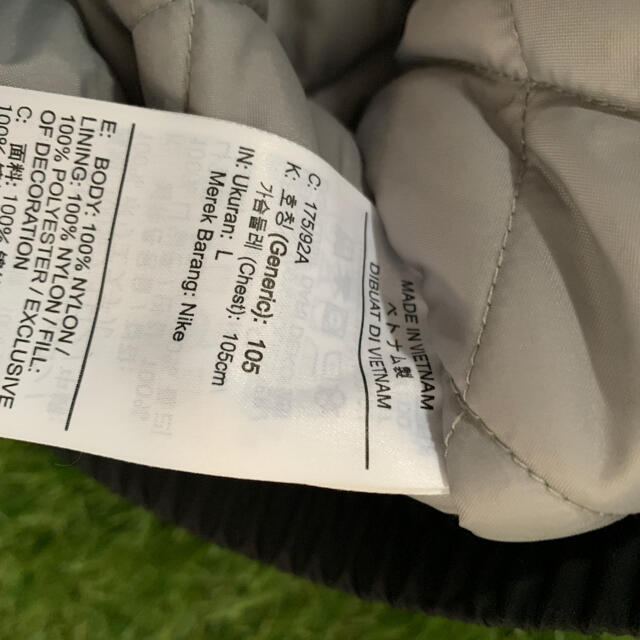 MADE IN VIETNAM
ベトナム製
DIBUAT DI VIETNAM
C: 175/92A
K: 호칭 (Generic): 105
가슴둘레 (Chest): 105cm
IN: Ukuran: L
Merek Barang: Nike
E: BODY: 100% NYLON /
LINING: 100% NYLON / FILL:
100% POLYESTER / EXCLUSIVE
OF DECORATION
C: 面料: 100%
100%